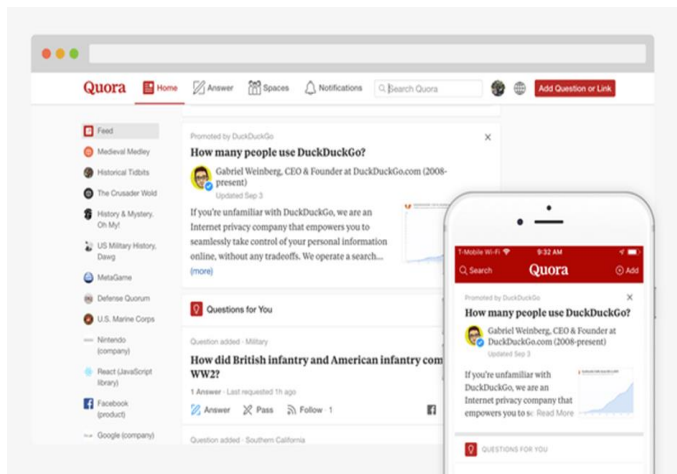 Quora
Home
Answer
Spaces
Notifications
Search Quora
Add Question or Link
Feed
Medieval Medley
Historical Tidbits
The Crusader Wold
History & Mystery.
Oh My!
US Military History,
Dawg
MetaGame
Defense Quorum
U.S. Marine Corps
Nintendo
(company)
React (JavaScript
library)
Facebook
(product)
Google (company)
Promoted by DuckDuckGo
How many people use DuckDuckGo?
Gabriel Weinberg, CEO & Founder at DuckDuckGo.com (2008-
present)
Updated Sep 3
If you're unfamiliar with DuckDuckGo, we are an
Internet privacy company that empowers you to
seamlessly take control of your personal information
online, without any tradeoffs. We operate a search...
(more)
Questions for You
Question added · Military
How did British infantry and American infantry com
WW2?
1 Answer · Last requested 1h ago
Answer
Pass
Follow · 1
Question added · Southern California
T-Mobile Wi-Fi
9:32 AM
Search
Quora
Add
Promoted by DuckDuckGo
How many people use DuckDuckGo?
Gabriel Weinberg, CEO & Founder at
DuckDuckGo.com (2008-present)
Updated Sep 3
If you're unfamiliar with
DuckDuckGo, we are an
Internet privacy company that
empowers you to s Read More
QUESTIONS FOR YOU